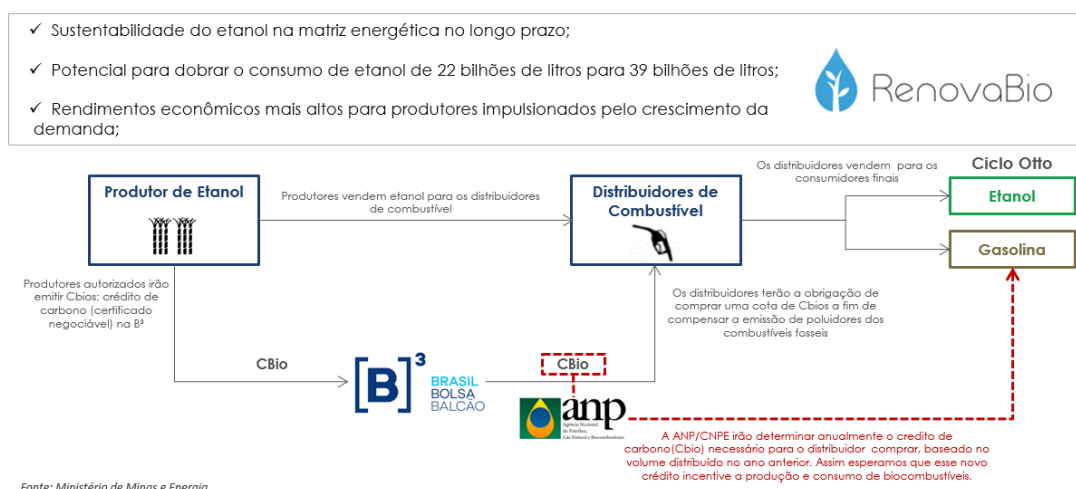 ✓ Sustentabilidade do etanol na matriz energética no longo prazo;
✓ Potencial para dobrar o consumo de etanol de 22 bilhões de litros para 39 bilhões de litros;
✓ Rendimentos econômicos mais altos para produtores impulsionados pelo crescimento da
demanda;
RenovaBio
Produtor de Etanol
Produtores vendem etanol para os distribuidores
de combustível
Distribuidores de
Combustível
Os distribuidores vendem para os
consumidores finais
Ciclo Otto
Etanol
Gasolina
Produtores autorizados irão
emitir Cbios: crédito de
carbono (certificado
negociável) na B³
Os distribuidores terão a obrigação de
comprar uma cota de Cbios a fim de
compensar a emissão de poluidores dos
combustíveis fosseis
CBio
[B]³
BRASIL
BOLSA
BALCÃO
CBio
anp
Agência Nacional
do Petróleo,
Gás Natural e Biocombustíveis
A ANP/CNPE irão determinar anualmente o credito de
carbono(Cbio) necessário para o distribuidor comprar, baseado no
volume distribuído no ano anterior. Assim esperamos que esse novo
crédito incentive a produção e consumo de biocombustíveis.
Fonte: Ministério de Minas e Energia